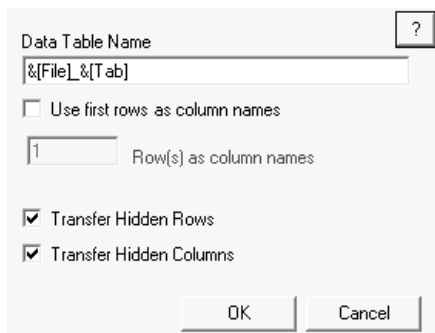 ?
Data Table Name
&[File]_&[Tab]
Use first rows as column names
1
Row(s) as column names
Transfer Hidden Rows
Transfer Hidden Columns
OK Cancel